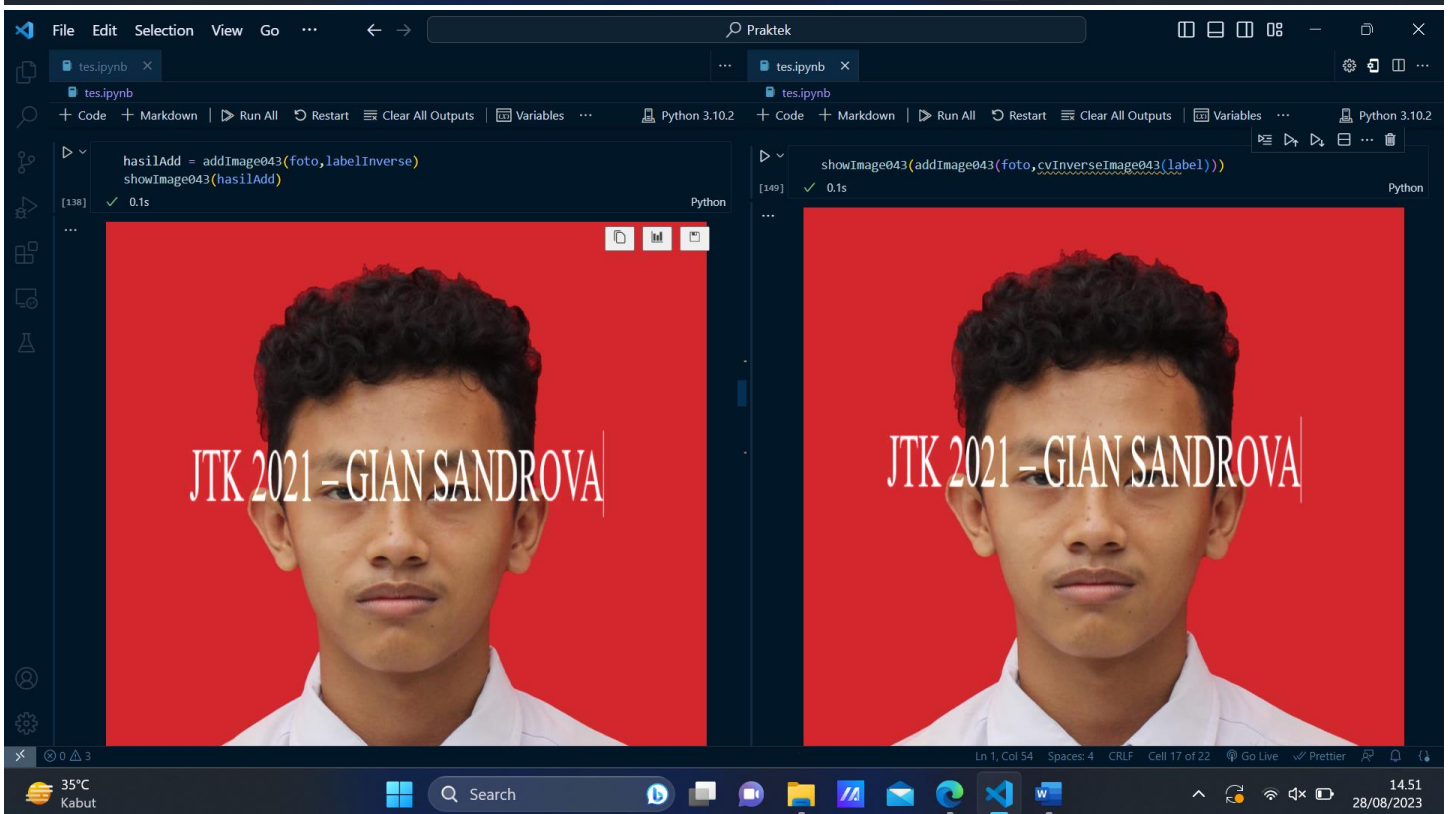 File Edit Selection View Go ··· Praktek
tes.ipynb
tes.ipynb
+ Code + Markdown | Run All Restart Clear All Outputs | Variables ··· Python 3.10.2
hasilAdd = addImage043(foto,labelInverse)
showImage043(hasilAdd)
[138] ✓ 0.1s Python
JTK 2021 –GIAN SANDROVA
tes.ipynb
tes.ipynb
+ Code + Markdown | Run All Restart Clear All Outputs | Variables ··· Python 3.10.2
showImage043(addImage043(foto,cvInverseImage043(label)))
[149] ✓ 0.1s Python
JTK 2021 –GIAN SANDROVA
0 3 Ln 1, Col 54 Spaces: 4 CRLF Cell 17 of 22 Go Live Prettier
35°C
Kabut
Search
14.51
28/08/2023